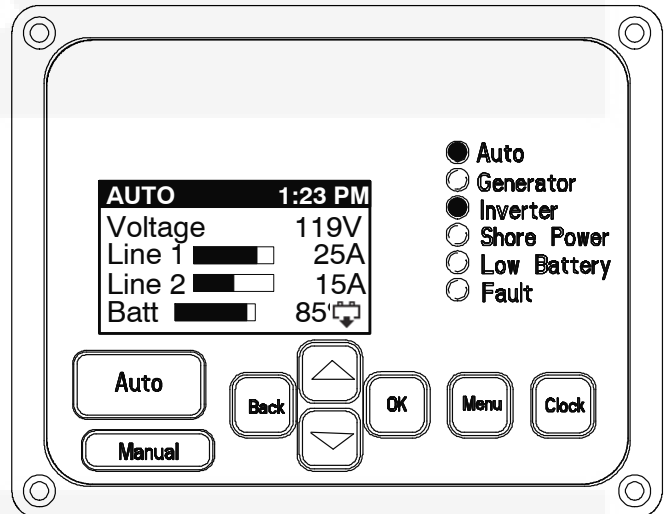 AUTO 1:23 PM
Voltage 119V
Line 1 25A
Line 2 15A
Batt 85
Auto
Generator
Inverter
Shore Power
Low Battery
Fault
Auto
Manual
Back
OK
Menu
Clock